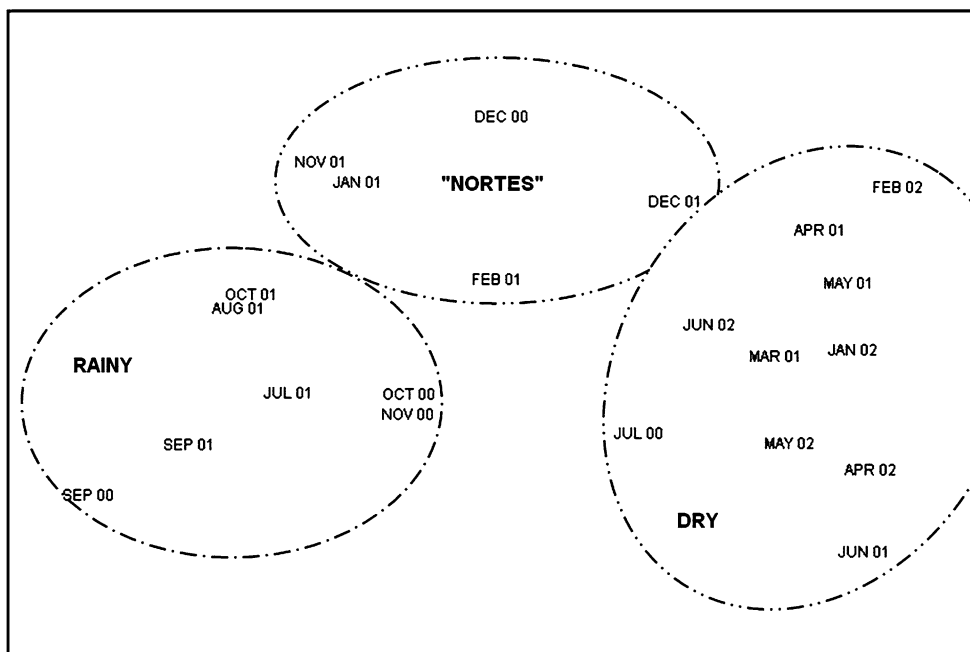 DEC 00
NOV 01
JAN 01
"NORTES"
DEC 01
FEB 01
FEB 02
APR 01
MAY 01
JUN 02
MAR 01
JAN 02
JUL 00
MAY 02
APR 02
DRY
JUN 01
OCT 01
AUG 01
RAINY
JUL 01
OCT 00
NOV 00
SEP 01
SEP 00